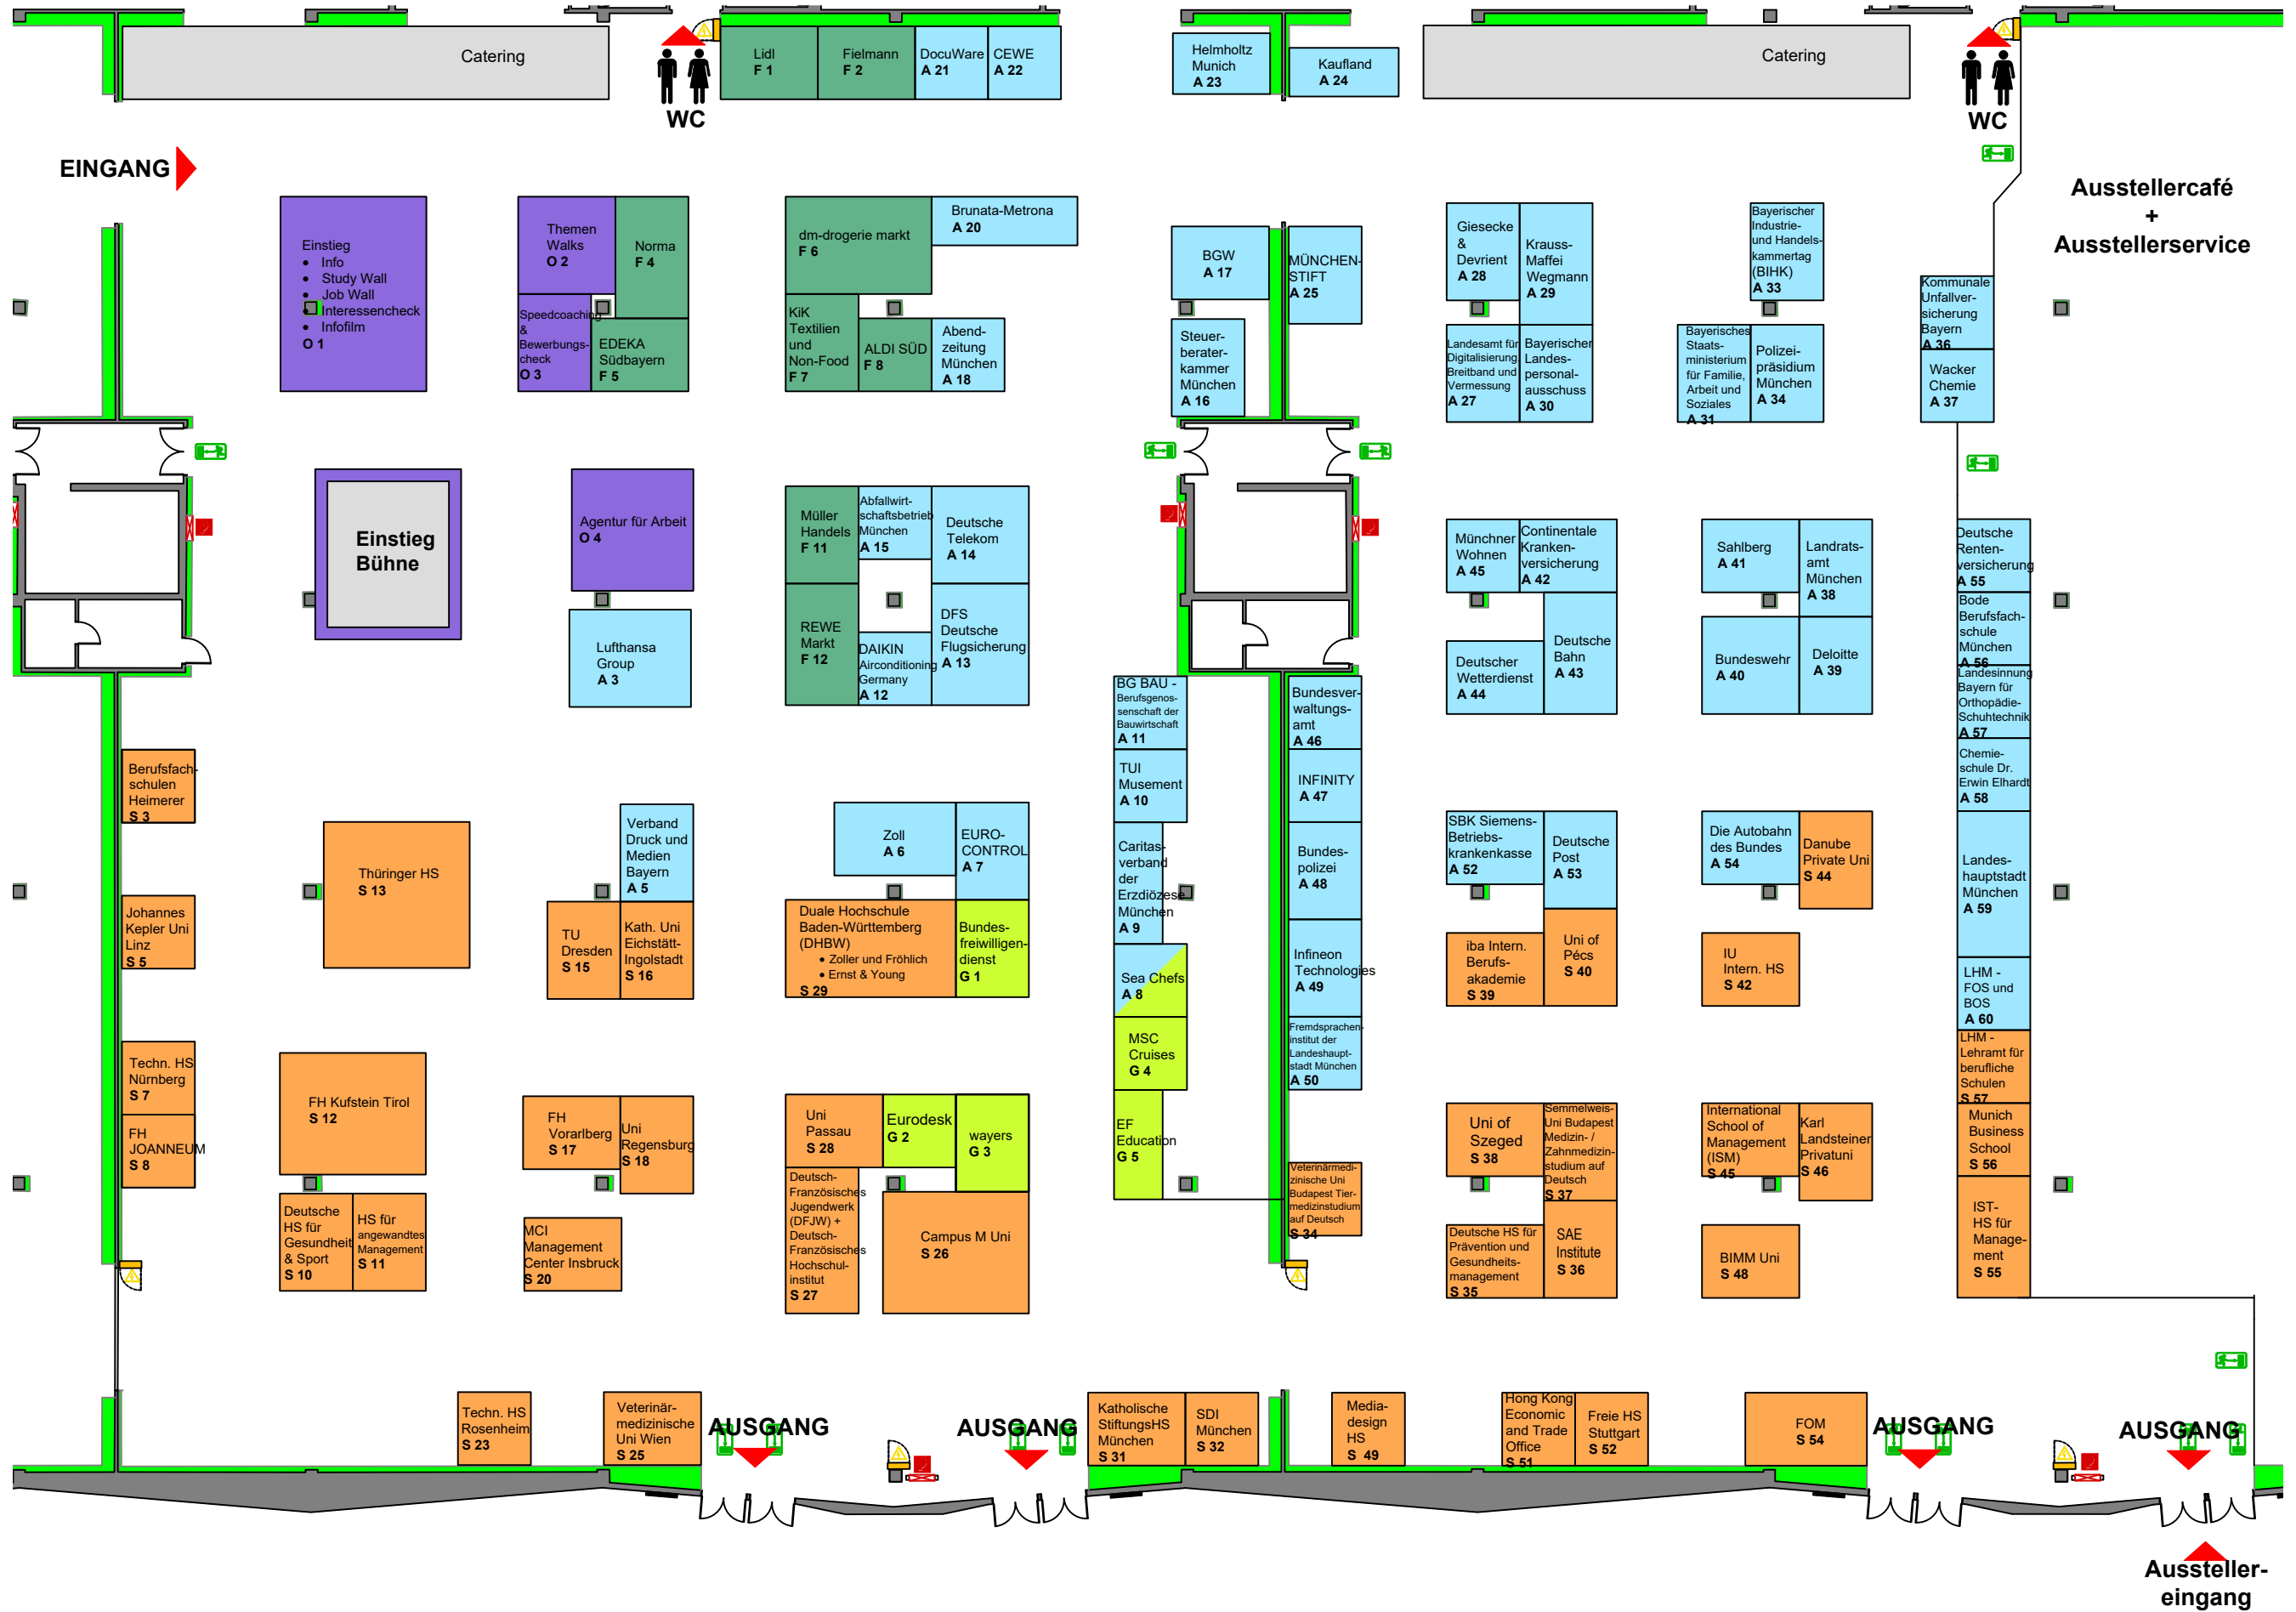 Catering
WC
Lidl
F 1
Fielmann
F 2
DocuWare
A 21
CEWE
A 22
Helmholtz
Munich
A 23
Kaufland
A 24
Catering
WC
EINGANG
Ausstellercafé
+
Ausstellerservice
Einstieg
• Info
• Study Wall
• Job Wall
• Interessencheck
• Infofilm
O 1
Themen
Walks
O 2
Norma
F 4
Speedcoaching
&
Bewerbungs-
check
O 3
EDEKA
Südbayern
F 5
dm-drogerie markt
F 6
Brunata-Metrona
A 20
KiK
Textilien
und
Non-Food
F 7
ALDI SÜD
F 8
Abend-
zeitung
München
A 18
BGW
A 17
MÜNCHEN-
STIFT
A 25
Steuer-
berater-
kammer
München
A 16
Giesecke
&
Devrient
A 28
Krauss-
Maffei
Wegmann
A 29
Landesamt für
Digitalisierung,
Breitband und
Vermessung
A 27
Bayerischer
Landes-
personal-
ausschuss
A 30
Bayerischer
Industrie-
und Handels-
kammertag
(BIHK)
A 33
Bayerisches
Staats-
ministerium
für Familie,
Arbeit und
Soziales
A 31
Polizei-
präsidium
München
A 34
Kommunale
Unfallver-
sicherung
Bayern
A 36
Wacker
Chemie
A 37
Einstieg
Bühne
Agentur für Arbeit
O 4
Lufthansa
Group
A 3
Müller
Handels
F 11
Abfallwirt-
schaftsbetrieb
München
A 15
Deutsche
Telekom
A 14
REWE
Markt
F 12
DAIKIN
Airconditioning
Germany
A 12
DFS
Deutsche
Flugsicherung
A 13
Münchner
Wohnen
A 45
Continentale
Kranken-
versicherung
A 42
Deutscher
Wetterdienst
A 44
Deutsche
Bahn
A 43
Sahlberg
A 41
Landrats-
amt
München
A 38
Bundeswehr
A 40
Deloitte
A 39
Deutsche
Renten-
versicherung
A 55
Bode
Berufsfach-
schule
München
A 56
Landesinnung
Bayern für
Orthopädie-
Schuhtechnik
A 57
Chemie-
schule Dr.
Erwin Elhardt
A 58
Landes-
hauptstadt
München
A 59
LHM -
FOS und
BOS
A 60
LHM -
Lehramt für
berufliche
Schulen
S 57
Munich
Business
School
S 56
IST-
HS für
Manage-
ment
S 55
BG BAU -
Berufsgenos-
senschaft der
Bauwirtschaft
A 11
TUI
Musement
A 10
Caritas-
verband
der
Erzdiözese
München
A 9
Sea Chefs
A 8
MSC
Cruises
G 4
EF
Education
G 5
Bundesver-
waltungs-
amt
A 46
INFINITY
A 47
Bundes-
polizei
A 48
Infineon
Technologies
A 49
Fremdsprachen-
institut der
Landeshaupt-
stadt München
A 50
Veterinärmedi-
zinische Uni
Budapest Tier-
medizinstudium
auf Deutsch
S 34
Berufsfach-
schulen
Heimerer
S 3
Johannes
Kepler Uni
Linz
S 5
Techn. HS
Nürnberg
S 7
FH
JOANNEUM
S 8
Thüringer HS
S 13
Verband
Druck und
Medien
Bayern
A 5
TU
Dresden
S 15
Kath. Uni
Eichstätt-
Ingolstadt
S 16
Zoll
A 6
EURO-
CONTROL
A 7
Duale Hochschule
Baden-Württemberg
(DHBW)
• Zoller und Fröhlich
• Ernst & Young
S 29
Bundes-
freiwilligen-
dienst
G 1
SBK Siemens-
Betriebs-
krankenkasse
A 52
Deutsche
Post
A 53
iba Intern.
Berufs-
akademie
S 39
Uni of
Pécs
S 40
Die Autobahn
des Bundes
A 54
Danube
Private Uni
S 44
IU
Intern. HS
S 42
FH Kufstein Tirol
S 12
Deutsche
HS für
Gesundheit
& Sport
S 10
HS für
angewandtes
Management
S 11
FH
Vorarlberg
S 17
Uni
Regensburg
S 18
MCI
Management
Center Insbruck
S 20
Uni
Passau
S 28
Eurodesk
G 2
wayers
G 3
Deutsch-
Französisches
Jugendwerk
(DFJW) +
Deutsch-
Französisches
Hochschul-
institut
S 27
Campus M Uni
S 26
Uni of
Szeged
S 38
Semmelweis-
Uni Budapest
Medizin- /
Zahnmedizin-
studium auf
Deutsch
S 37
Deutsche HS für
Prävention und
Gesundheits-
management
S 35
SAE
Institute
S 36
International
School of
Management
(ISM)
S 45
Karl
Landsteiner
Privatuni
S 46
BIMM Uni
S 48
Techn. HS
Rosenheim
S 23
Veterinär-
medizinische
Uni Wien
S 25
AUSGANG
AUSGANG
Katholische
StiftungsHS
München
S 31
SDI
München
S 32
Media-
design
HS
S 49
Hong Kong
Economic
and Trade
Office
S 51
Freie HS
Stuttgart
S 52
FOM
S 54
AUSGANG
AUSGANG
Aussteller-
eingang